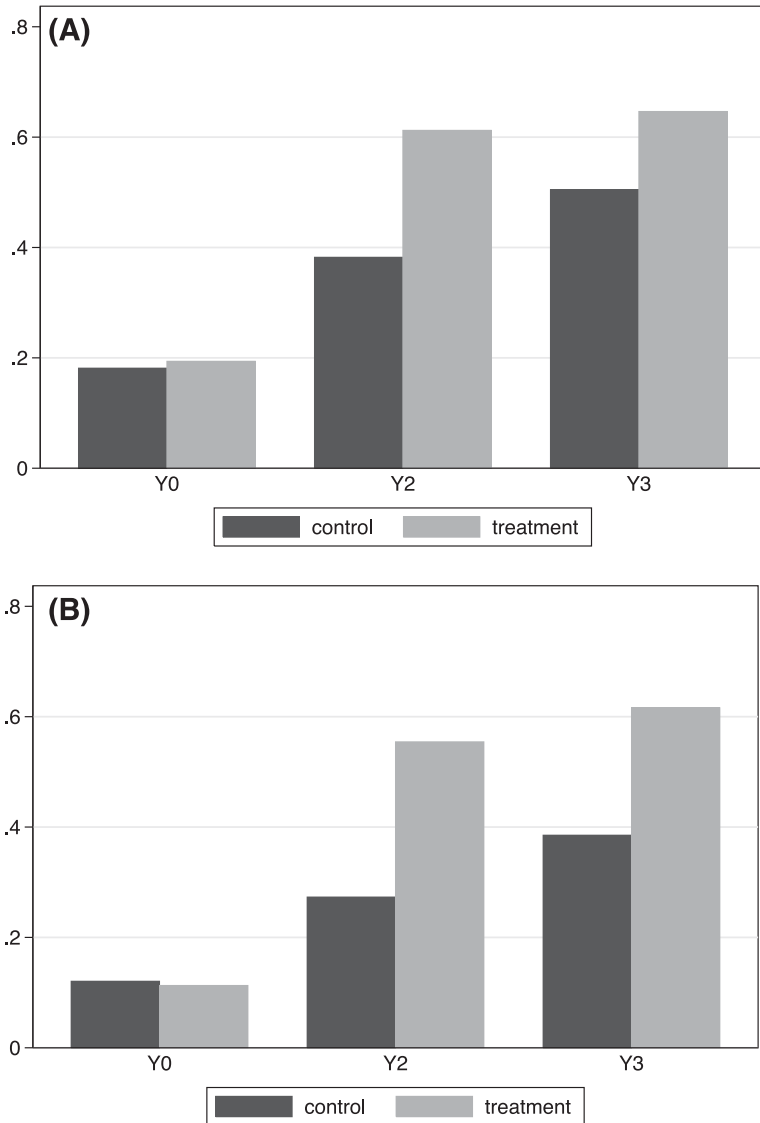 (A)
.8
.6
.4
.2
0
Y0 Y2 Y3
control treatment
(B)
.8
.6
.4
.2
0
Y0 Y2 Y3
control treatment